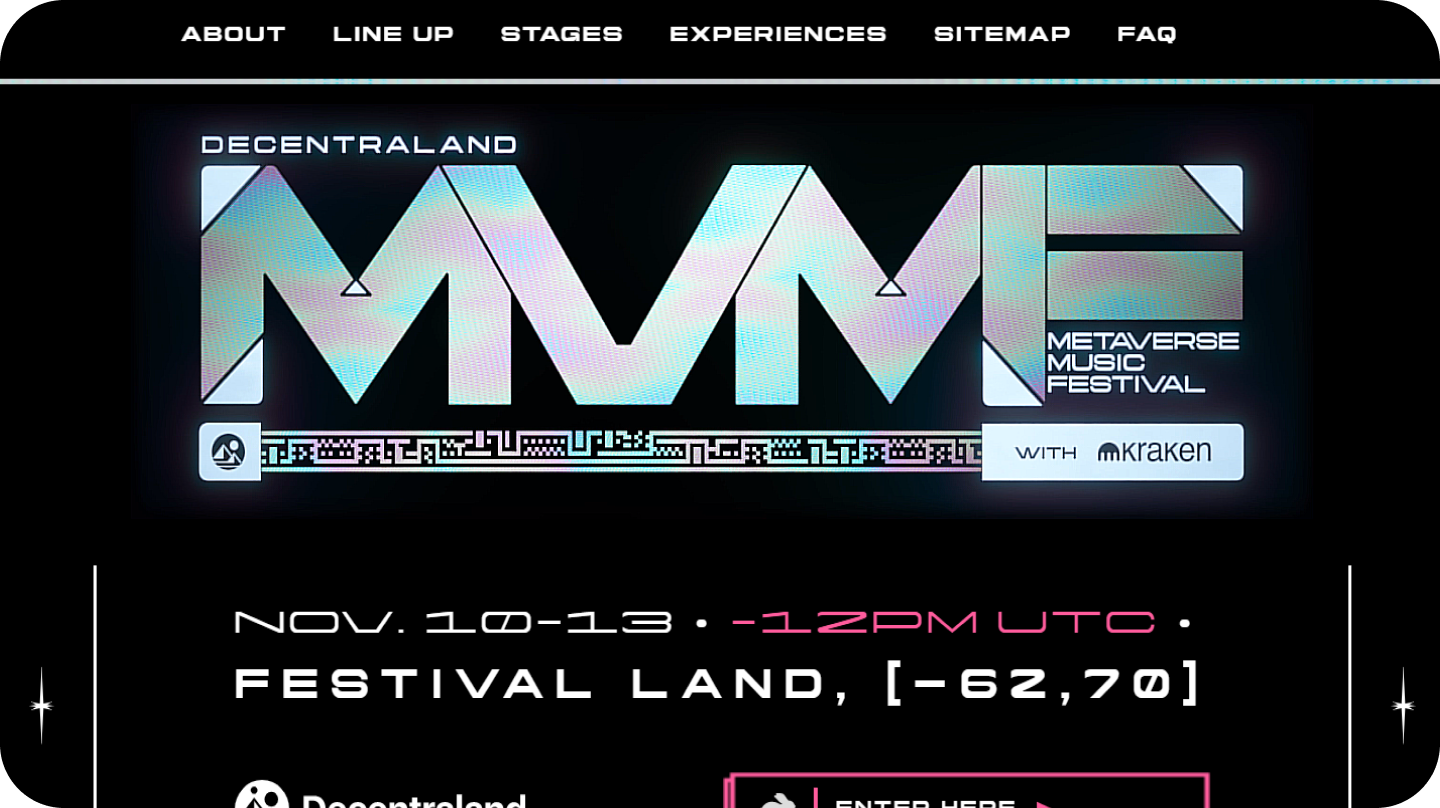 ABOUT LINE UP STAGES EXPERIENCES SITEMAP FAQ
DECENTRALAND
MVMF
METAVERSE
MUSIC
FESTIVAL
WITH kraken
NOV. 10-13 • -12PM UTC •
FESTIVAL LAND, [-62,70]
Decentraland
ENTER HERE